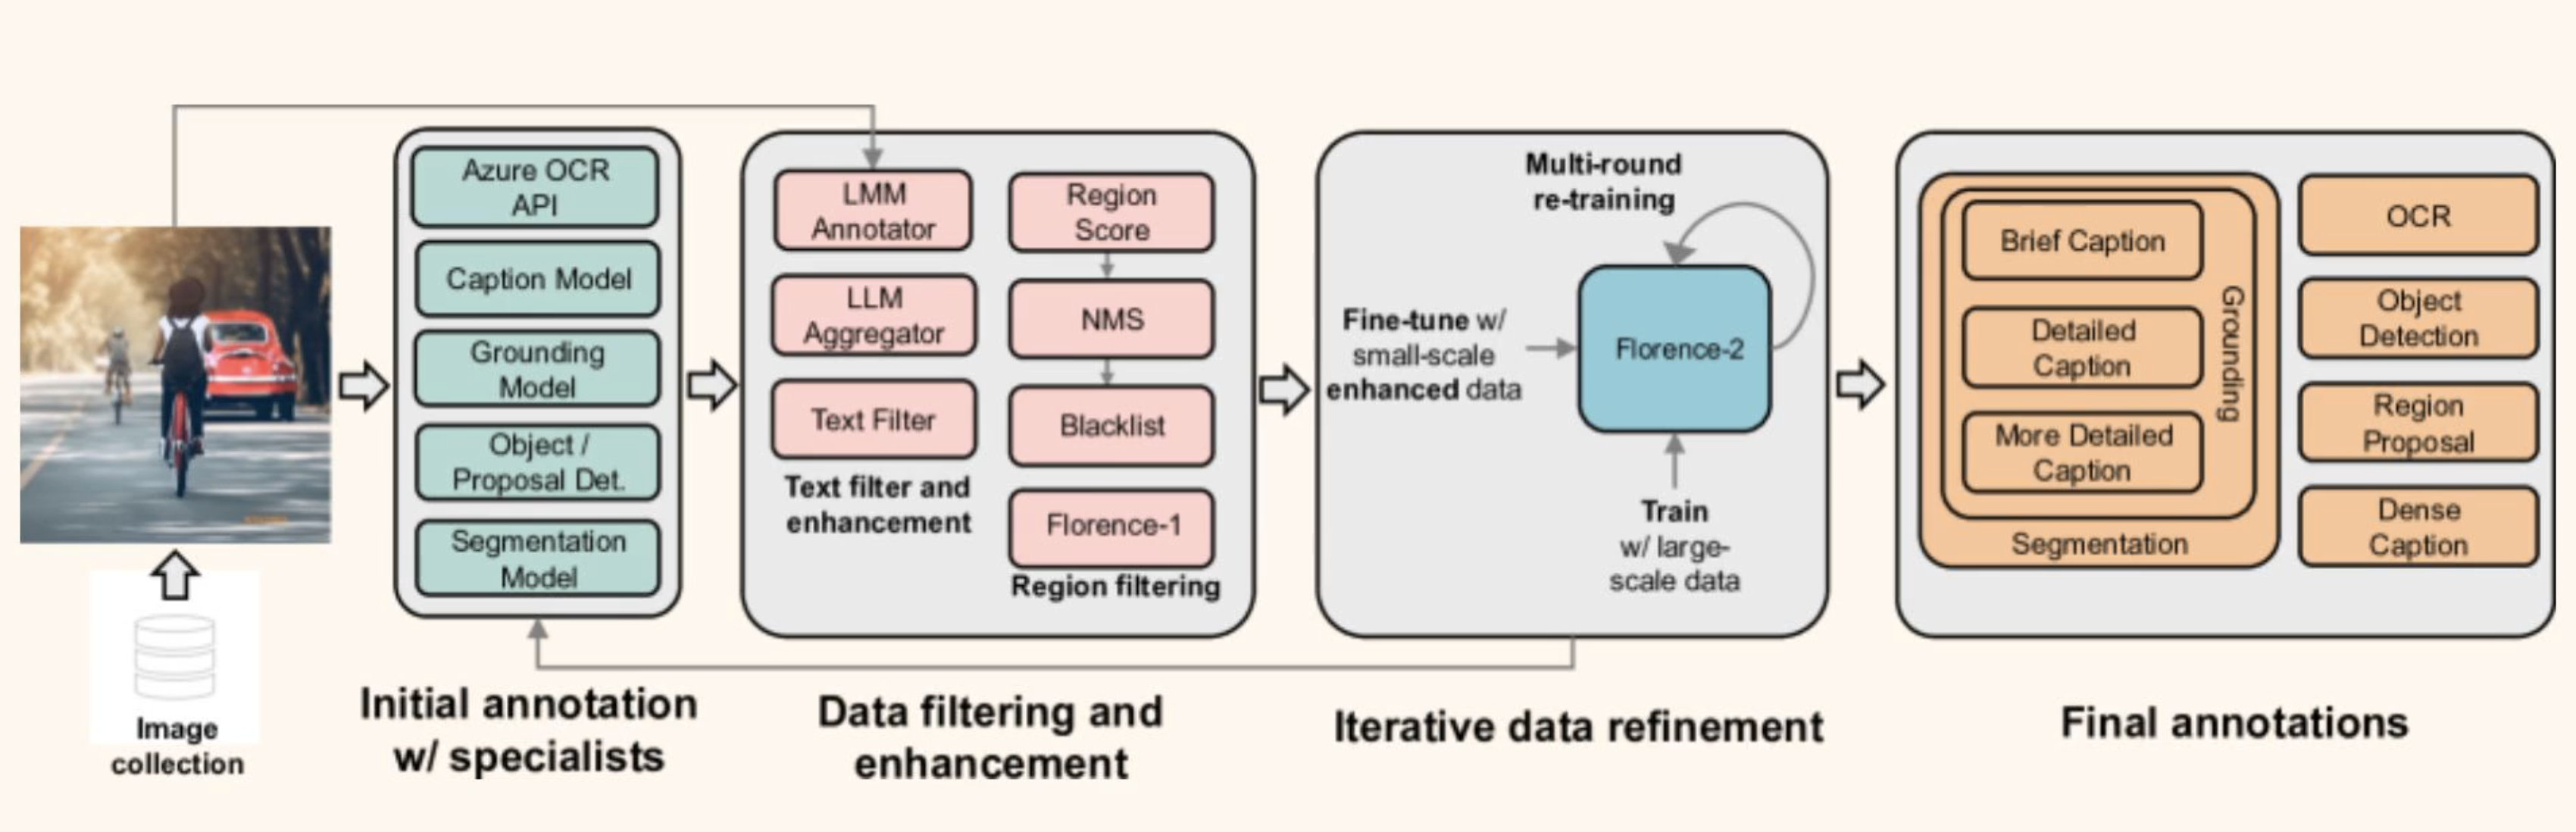 Image
collection
Azure OCR
API
Caption Model
Grounding
Model
Object /
Proposal Det.
Segmentation
Model
Initial annotation
w/ specialists
LMM
Annotator
LLM
Aggregator
Text Filter
Text filter and
enhancement
Region
Score
NMS
Blacklist
Florence-1
Region filtering
Data filtering and
enhancement
Multi-round
re-training
Fine-tune w/
small-scale
enhanced data
Florence-2
Train
w/ large-
scale data
Iterative data refinement
Brief Caption
Detailed
Caption
More Detailed
Caption
Grounding
Segmentation
OCR
Object
Detection
Region
Proposal
Dense
Caption
Final annotations